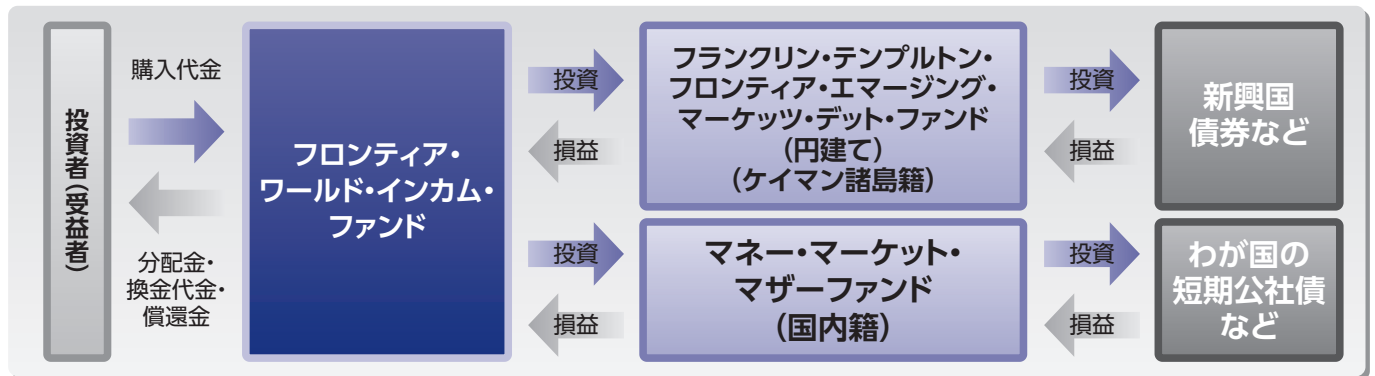 投資者(受益者)
購入代金
分配金・
換金代金・
償還金
フロンティア・
ワールド・インカム・
ファンド
投資
損益
フランクリン・テンプルトン・
フロンティア・エマージング・
マーケッツ・デット・ファンド
(円建て)
(ケイマン諸島籍)
投資
損益
新興国
債券など
投資
損益
マネー・マーケット・
マザーファンド
(国内籍)
投資
損益
わが国の
短期公社債
など